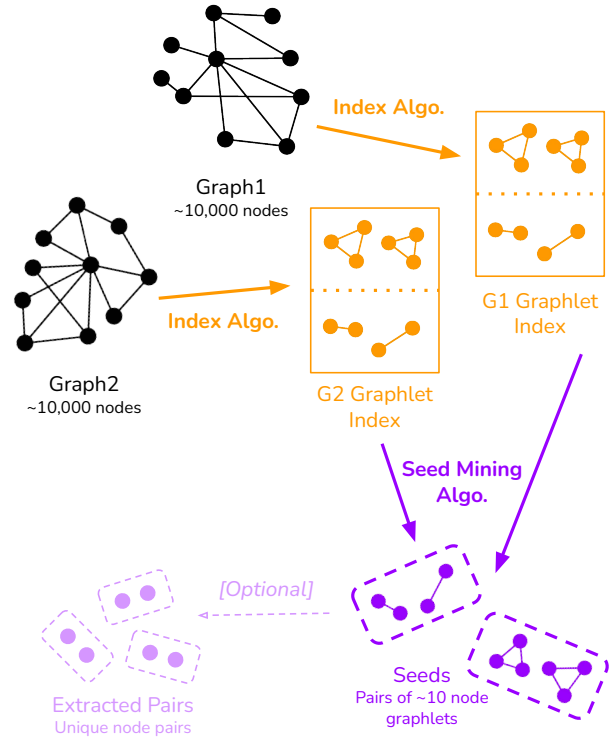 Index Algo.
Graph1
~10,000 nodes
G1 Graphlet
Index
Index Algo.
Graph2
~10,000 nodes
G2 Graphlet
Index
Seed Mining
Algo.
[Optional]
Seeds
Pairs of ~10 node
graphlets
Extracted Pairs
Unique node pairs